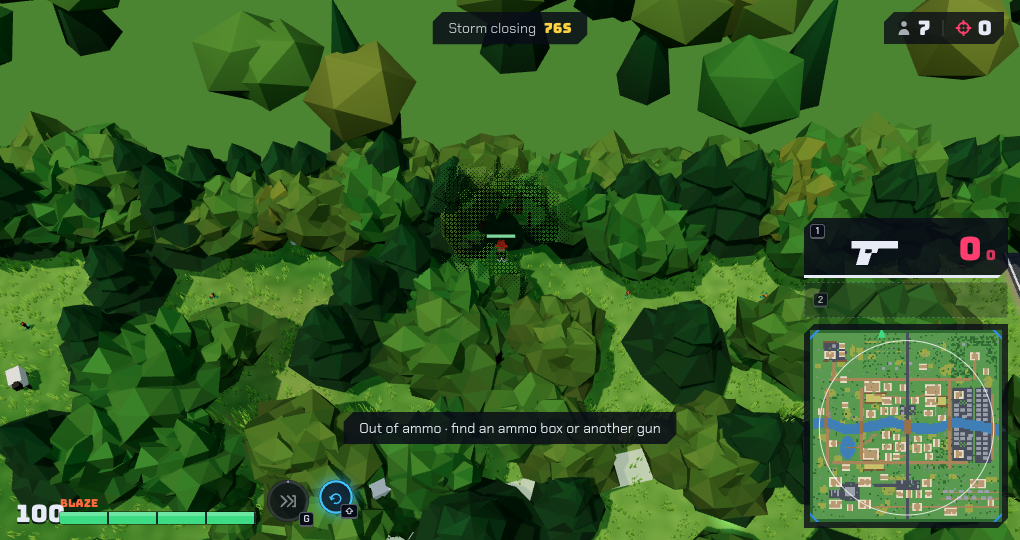 Storm closing 76S
7 0
1
0 0
2
Out of ammo · find an ammo box or another gun
BLAZE
100
G